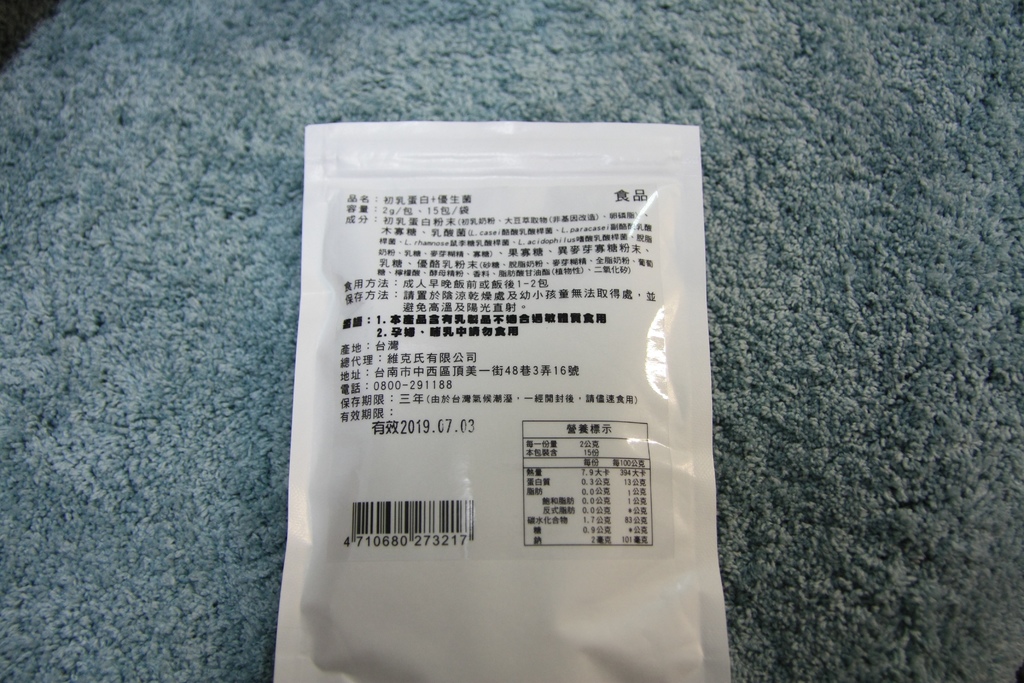 食品
品名：初乳蛋白+優生菌
容量：2g/包、15包/袋
成分：初乳蛋白粉末(初乳奶粉、大豆萃取物(非基因改造)、卵磷脂)、
木寡糖、乳酸菌(L.casei酪酸乳酸桿菌、L.paracasei副酪酸乳酸
桿菌、L.rhamnose鼠李糖乳酸桿菌、L.acidophilus嗜酸乳酸桿菌、脫脂
奶粉、乳糖、麥芽糊精、寡糖)、果寡糖、異麥芽寡糖粉末、
乳糖、優酪乳粉末(砂糖、脫脂奶粉、麥芽糊精、全脂奶粉、葡萄
糖、檸檬酸、酵母精粉、香料、脂肪酸甘油酯(植物性)、二氧化矽)
食用方法：成人早晚飯前或飯後1-2包
保存方法：請置於陰涼乾燥處及幼小孩童無法取得處，並
避免高溫及陽光直射。
1.本產品含有乳製品不適合過敏體質食用
2.孕婦、哺乳中請勿食用
產地：台灣
總代理：維克氏有限公司
地址：台南市中西區頂美一街48巷3弄16號
電話：0800-291188
保存期限：三年(由於台灣氣候潮溼，一經開封後，請儘速食用)
有效期限：
有效2019.07.03
營養標示
每一份量 2公克
本包裝含 15份
每份 每100公克
熱量 7.9大卡 394大卡
蛋白質 0.3公克 13公克
脂肪 0.0公克 1公克
飽和脂肪 0.0公克 1公克
反式脂肪 0.0公克 *公克
碳水化合物 1.7公克 83公克
糖 0.9公克 *公克
鈉 2毫克 101毫克
4 710680 273217